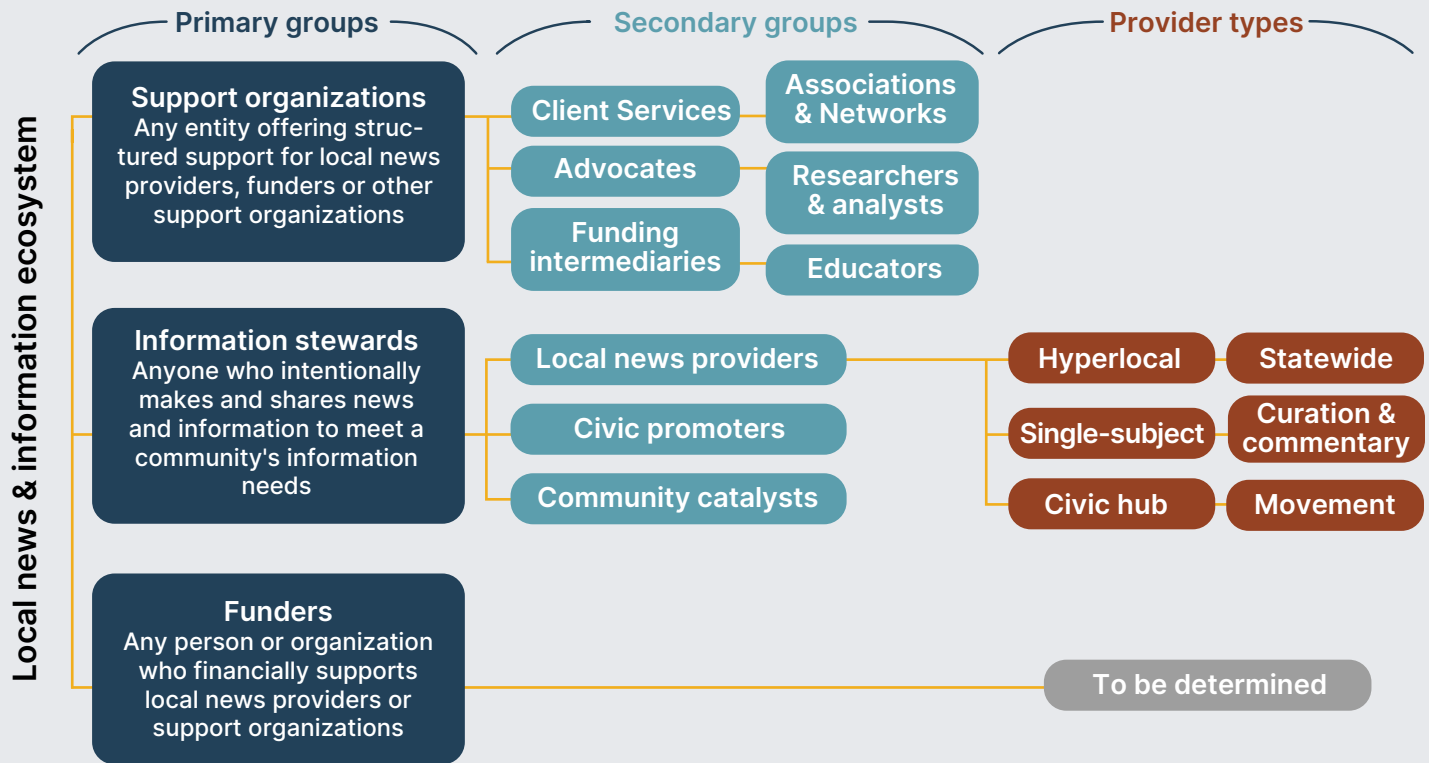 Primary groups
Secondary groups
Provider types
Local news & information ecosystem
Support organizations
Any entity offering struc-
tured support for local news
providers, funders or other
support organizations
Client Services
Associations
& Networks
Advocates
Researchers
& analysts
Funding
intermediaries
Educators
Information stewards
Anyone who intentionally
makes and shares news
and information to meet a
community's information
needs
Local news providers
Civic promoters
Community catalysts
Hyperlocal
Statewide
Single-subject
Curation &
commentary
Civic hub
Movement
Funders
Any person or organization
who financially supports
local news providers or
support organizations
To be determined